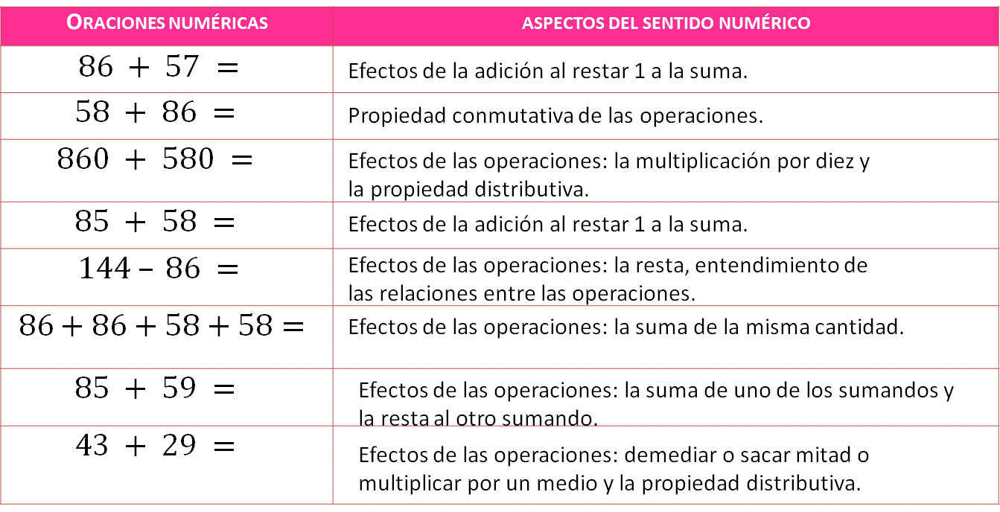 ORACIONES NUMÉRICAS
ASPECTOS DEL SENTIDO NUMÉRICO
86 + 57 =
Efectos de la adición al restar 1 a la suma.
58 + 86 =
Propiedad conmutativa de las operaciones.
860 + 580 =
Efectos de las operaciones: la multiplicación por diez y
la propiedad distributiva.
85 + 58 =
Efectos de la adición al restar 1 a la suma.
144 – 86 =
Efectos de las operaciones: la resta, entendimiento de
las relaciones entre las operaciones.
86 + 86 + 58 + 58 =
Efectos de las operaciones: la suma de la misma cantidad.
85 + 59 =
Efectos de las operaciones: la suma de uno de los sumandos y
la resta al otro sumando.
43 + 29 =
Efectos de las operaciones: demediar o sacar mitad o
multiplicar por un medio y la propiedad distributiva.